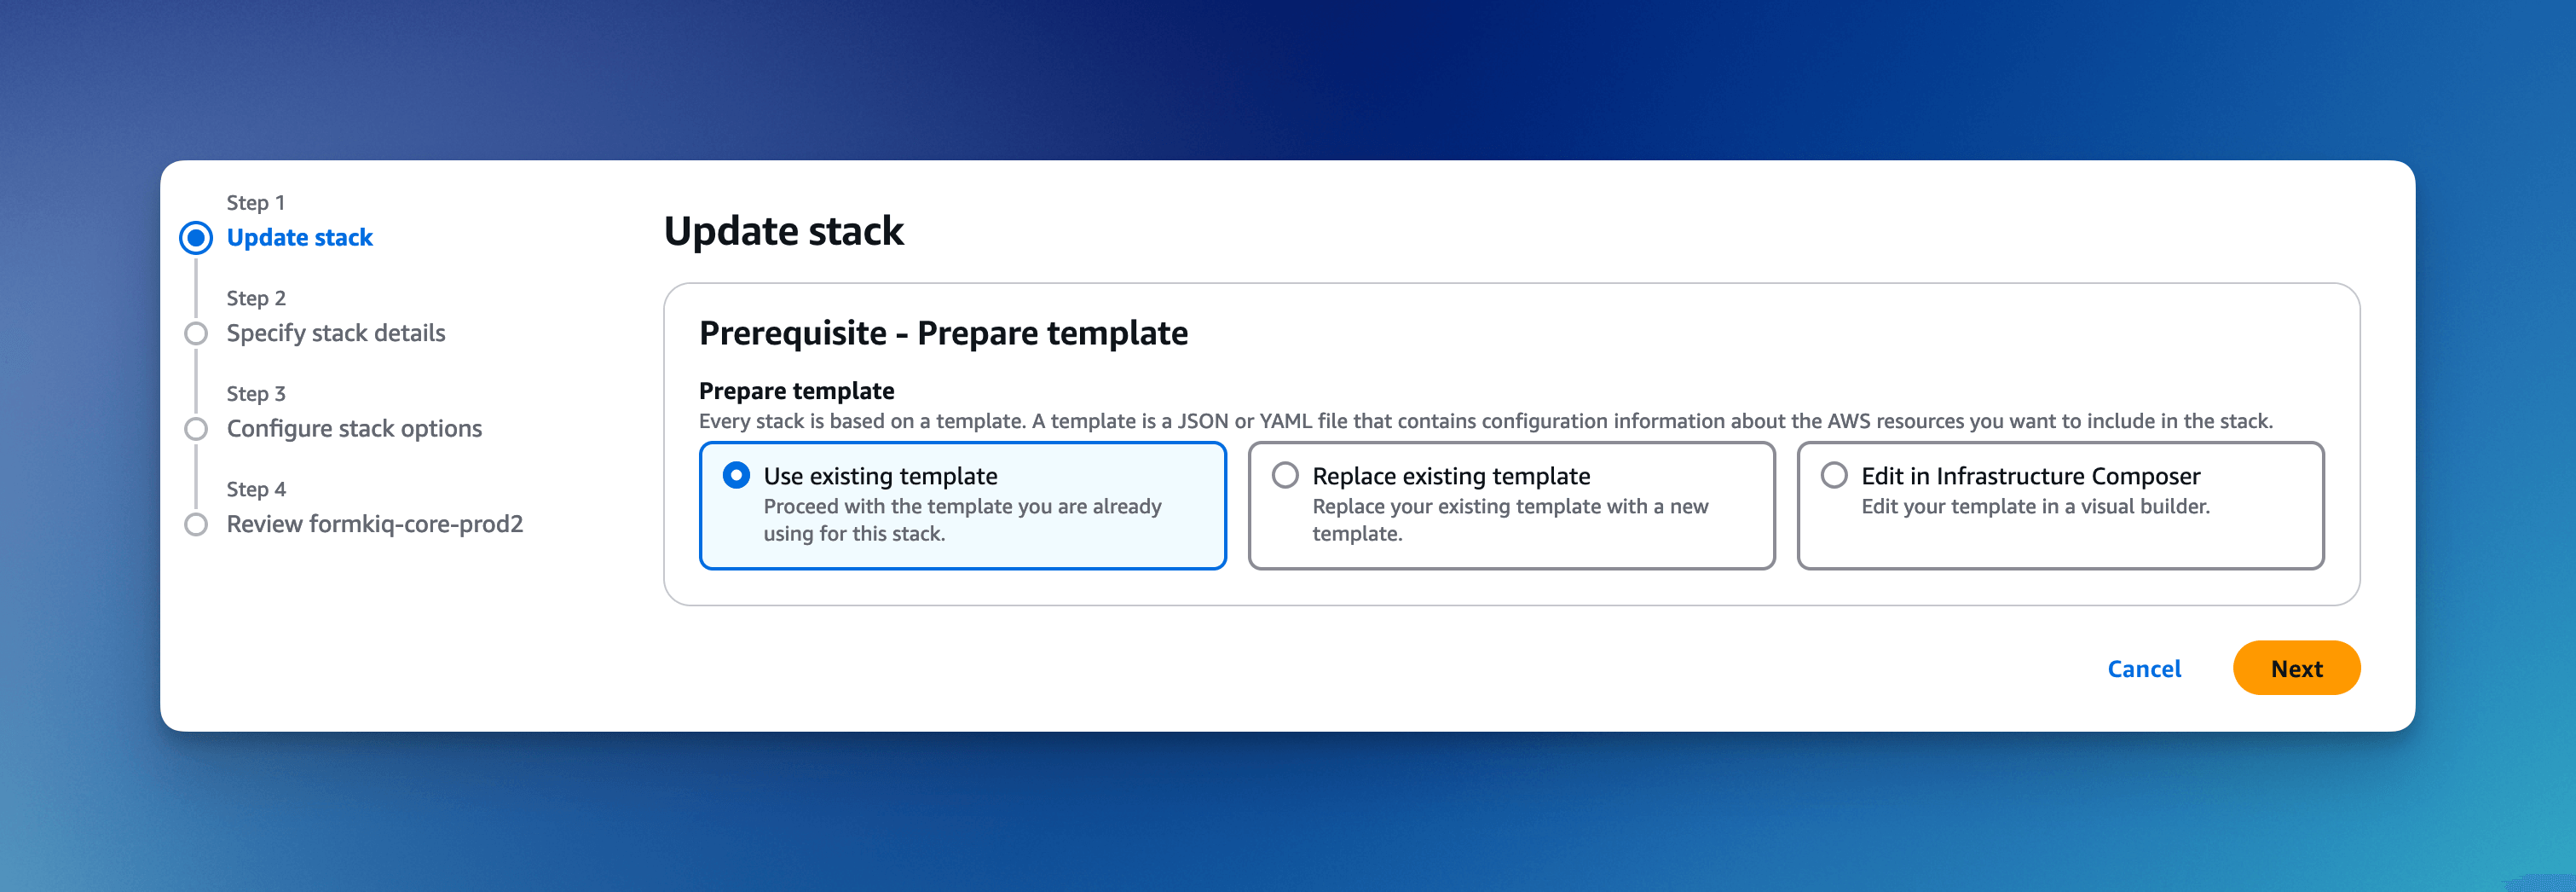 Step 1
Update stack
Step 2
Specify stack details
Step 3
Configure stack options
Step 4
Review formkiq-core-prod2
Update stack
Prerequisite - Prepare template
Prepare template
Every stack is based on a template. A template is a JSON or YAML file that contains configuration information about the AWS resources you want to include in the stack.
Use existing template
Proceed with the template you are already
using for this stack.
Replace existing template
Replace your existing template with a new
template.
Edit in Infrastructure Composer
Edit your template in a visual builder.
Cancel
Next